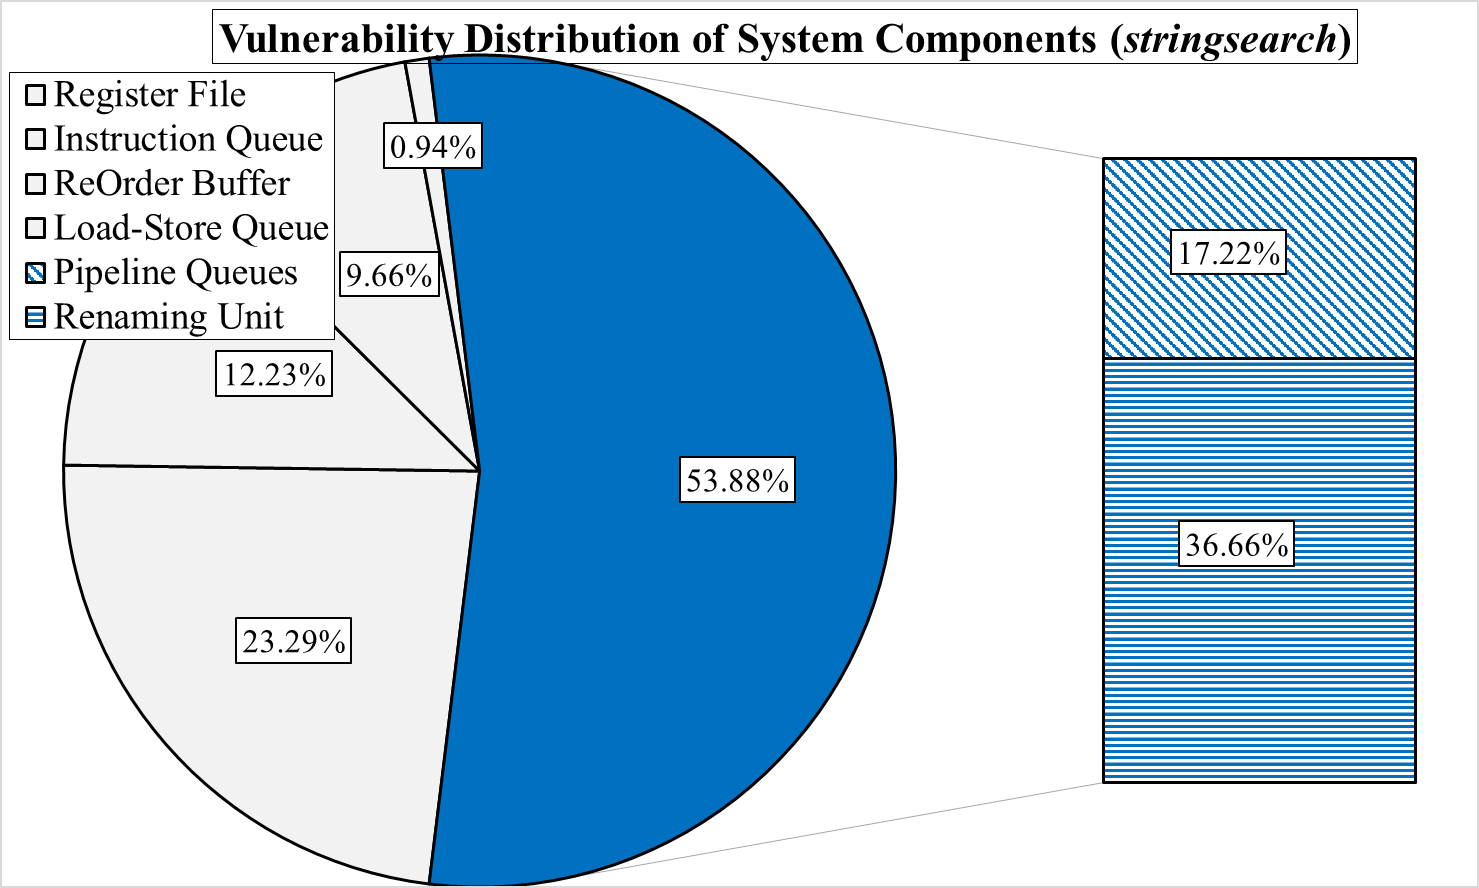 Vulnerability Distribution of System Components (stringsearch)
Register File
Instruction Queue
ReOrder Buffer
Load-Store Queue
Pipeline Queues
Renaming Unit
0.94%
9.66%
12.23%
23.29%
53.88%
17.22%
36.66%